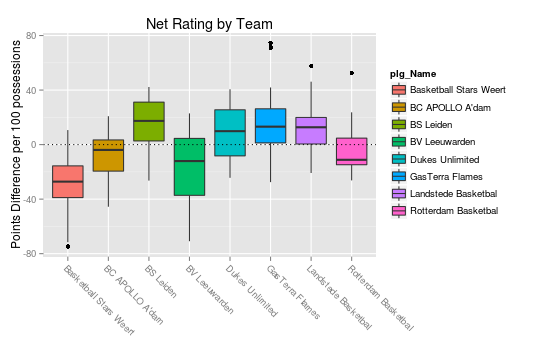 Net Rating by Team
Points Difference per 100 possessions
80
40
0
-40
-80
Basketball Stars Weert
BC APOLLO A'dam
BS Leiden
BV Leeuwarden
Dukes Unlimited
GasTerra Flames
Landstede Basketbal
Rotterdam Basketbal
plg_Name
Basketball Stars Weert
BC APOLLO A'dam
BS Leiden
BV Leeuwarden
Dukes Unlimited
GasTerra Flames
Landstede Basketbal
Rotterdam Basketbal